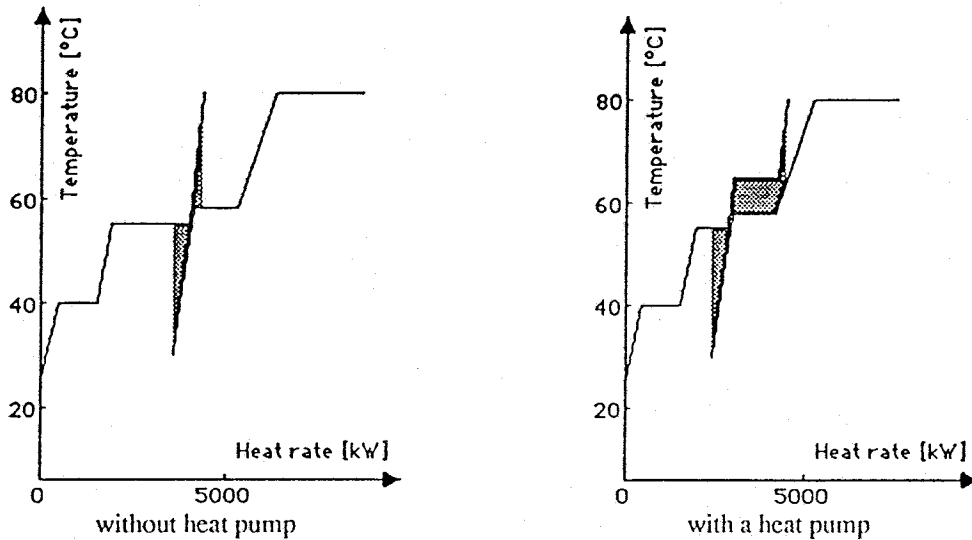 Temperature [°C]
80
60
40
20
Heat rate [kW]
0
5000
without heat pump
Temperature [°C]
80
60
40
20
Heat rate [kW]
0
5000
with a heat pump